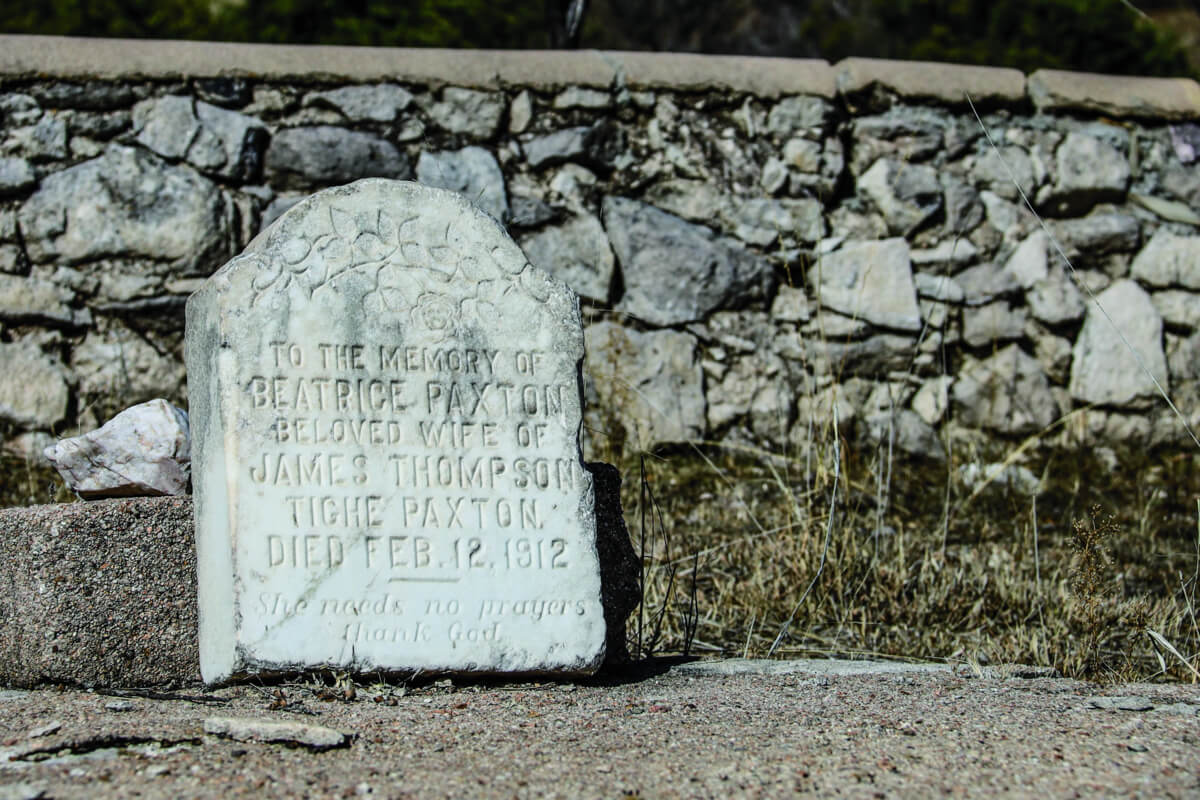 TO THE MEMORY OF
BEATRICE PAXTON
BELOVED WIFE OF
JAMES THOMPSON
TIGHE PAXTON.
DIED FEB. 12, 1912
She needs no prayers
thank God